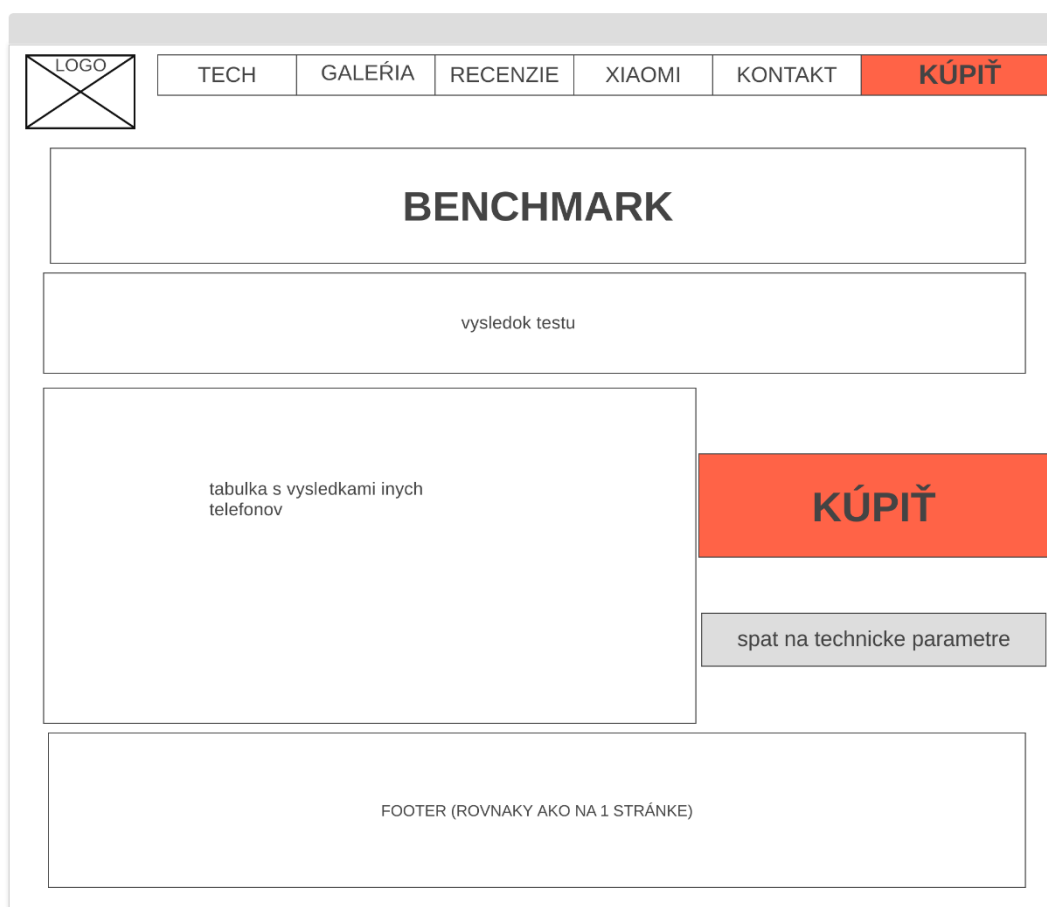 LOGO
TECH
GALEŔIA
RECENZIE
XIAOMI
KONTAKT
KÚPIŤ
BENCHMARK
vysledok testu
tabulka s vysledkami inych
telefonov
KÚPIŤ
spat na technicke parametre
FOOTER (ROVNAKY AKO NA 1 STRÁNKE)